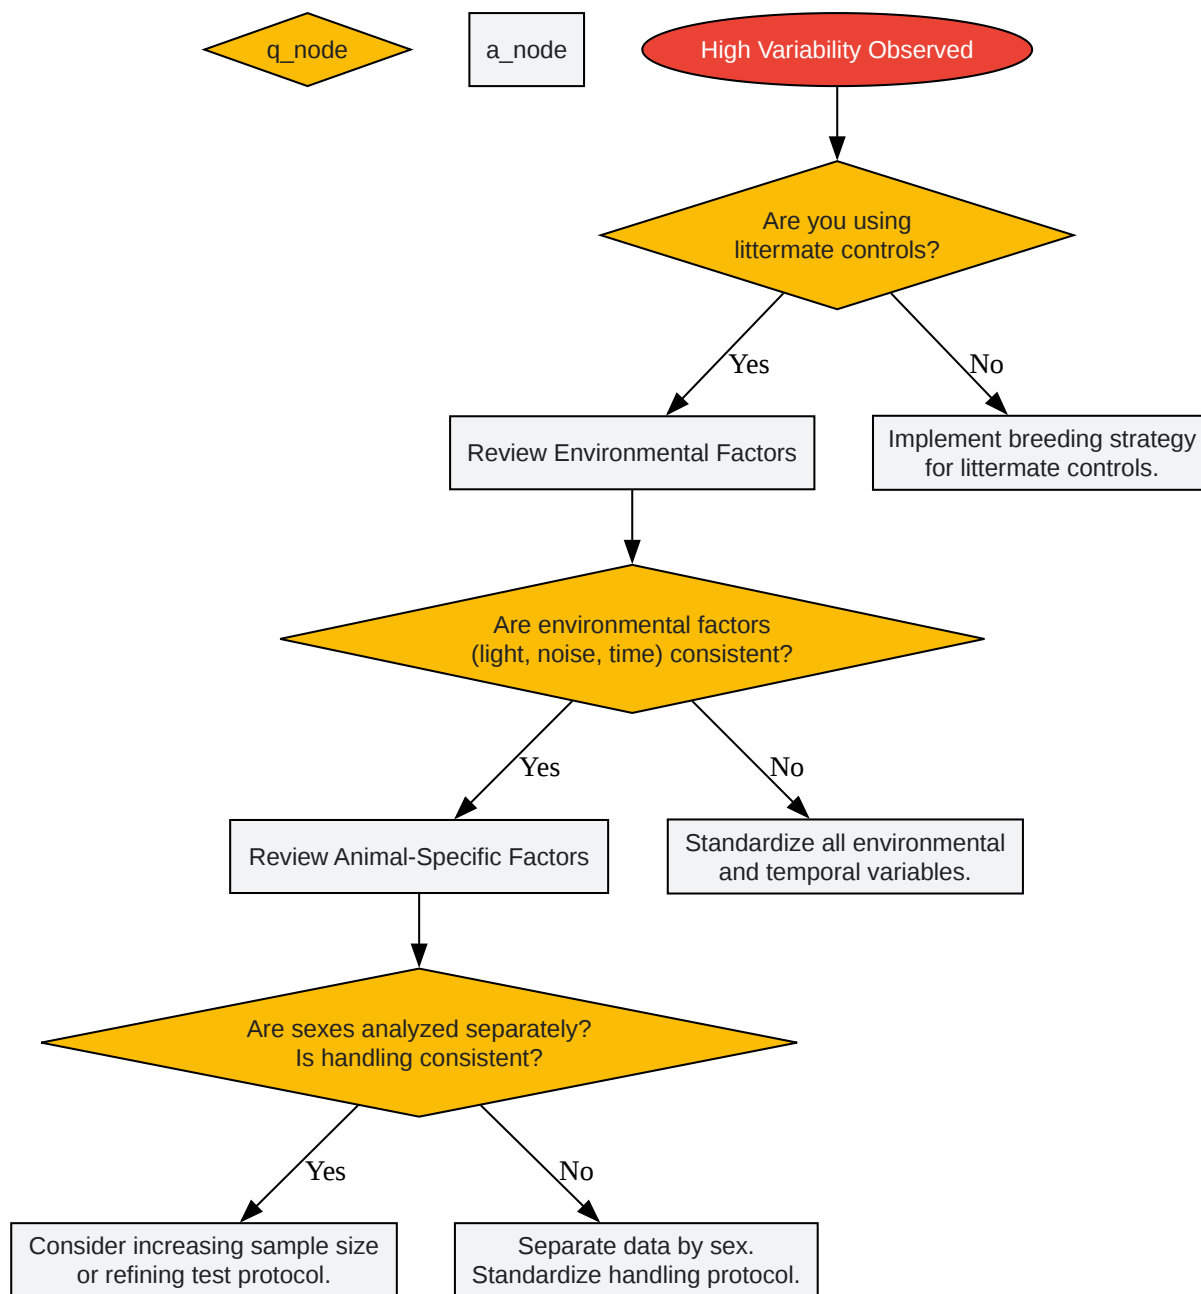 q_node
a_node
High Variability Observed
Are you using
littermate controls?
Yes
No
Review Environmental Factors
Implement breeding strategy
for littermate controls.
Are environmental factors
(light, noise, time) consistent?
Yes
No
Review Animal-Specific Factors
Standardize all environmental
and temporal variables.
Are sexes analyzed separately?
Is handling consistent?
Yes
No
Consider increasing sample size
or refining test protocol.
Separate data by sex.
Standardize handling protocol.